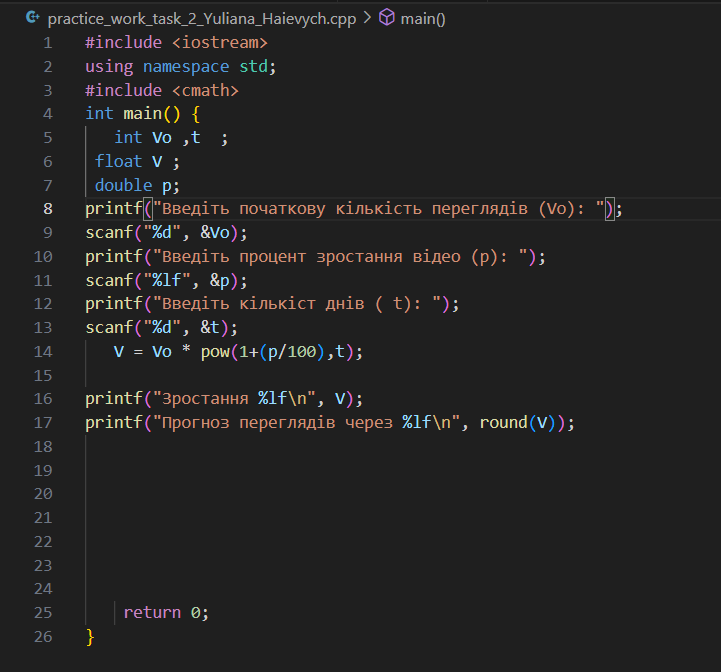 practice_work_task_2_Yuliana_Haievych.cpp > main()
1 #include <iostream>
2 using namespace std;
3 #include <cmath>
4 int main() {
5 int Vo ,t  ;
6 float V ;
7 double p;
8 printf("Введіть початкову кількість переглядів (Vo): ");
9 scanf("%d", &Vo);
10 printf("Введіть процент зростання відео (p): ");
11 scanf("%lf", &p);
12 printf("Введіть кількіст днів ( t): ");
13 scanf("%d", &t);
14 V = Vo * pow(1+(p/100),t);
15
16 printf("Зростання %lf\n", V);
17 printf("Прогноз переглядів через %lf\n", round(V));
18
19
20
21
22
23
24
25 return 0;
26 }